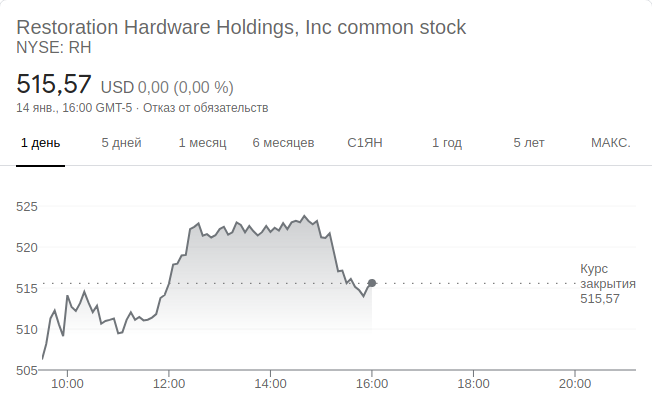 Restoration Hardware Holdings, Inc common stock
NYSE: RH
515,57 USD 0,00 (0,00 %)
14 янв., 16:00 GMT-5 · Отказ от обязательств
1 день 5 дней 1 месяц 6 месяцев С1ЯН 1 год 5 лет МАКС.
525
520
515
510
505
Курс
закрытия
515,57
10:00 12:00 14:00 16:00 18:00 20:00